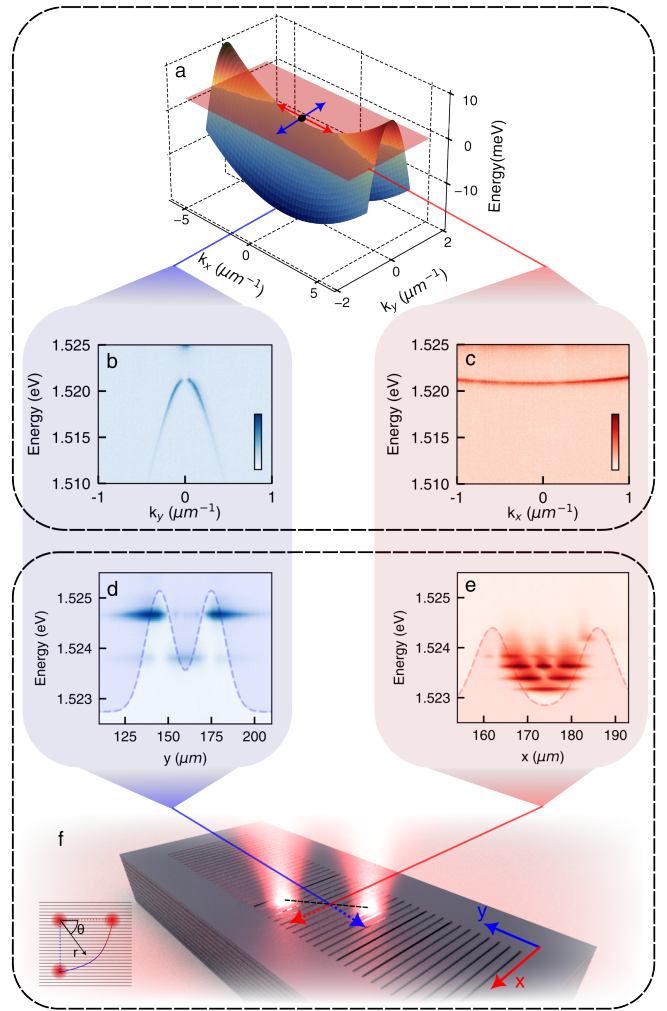 a
10
0
−10
Energy(meV)
−5
0
5
kx (μm−1)
−2
0
2
ky (μm−1)
b
1.525
1.520
1.515
1.510
Energy (eV)
-1
0
1
ky (μm−1)
c
1.525
1.520
1.515
1.510
Energy (eV)
-1
0
1
kx (μm−1)
d
1.525
1.524
1.523
Energy (eV)
125
150
175
200
y (μm)
e
1.525
1.524
1.523
Energy (eV)
160
170
180
190
x (μm)
f
θ
r
y
x